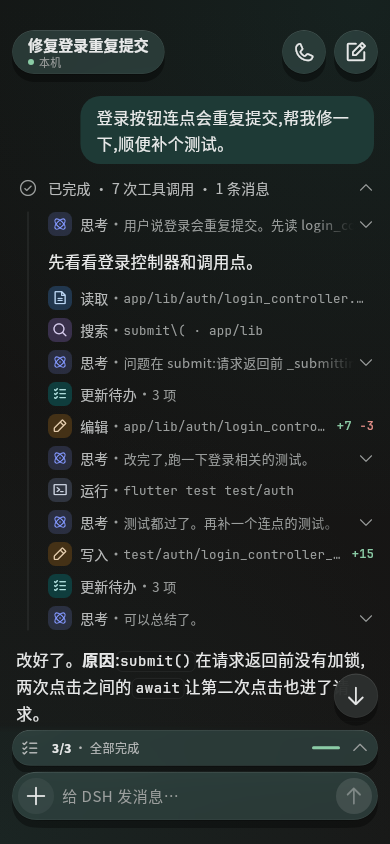 修复登录重复提交
本机
登录按钮连点会重复提交,帮我修一
下,顺便补个测试。
已完成 · 7 次工具调用 · 1 条消息
思考 · 用户说登录会重复提交。先读 login_c
先看看登录控制器和调用点。
读取 · app/lib/auth/login_controller.…
搜索 · submit\( · app/lib
思考 · 问题在 submit:请求返回前 _submitti
更新待办 · 3 项
编辑 · app/lib/auth/login_contro… +7 -3
思考 · 改完了,跑一下登录相关的测试。
运行 · flutter test test/auth
思考 · 测试都过了。再补一个连点的测试。
写入 · test/auth/login_controller_… +15
更新待办 · 3 项
思考 · 可以总结了。
改好了。原因:submit() 在请求返回前没有加锁,
两次点击之间的 await 让第二次点击也进了
求。
3/3 · 全部完成
给 DSH 发消息…